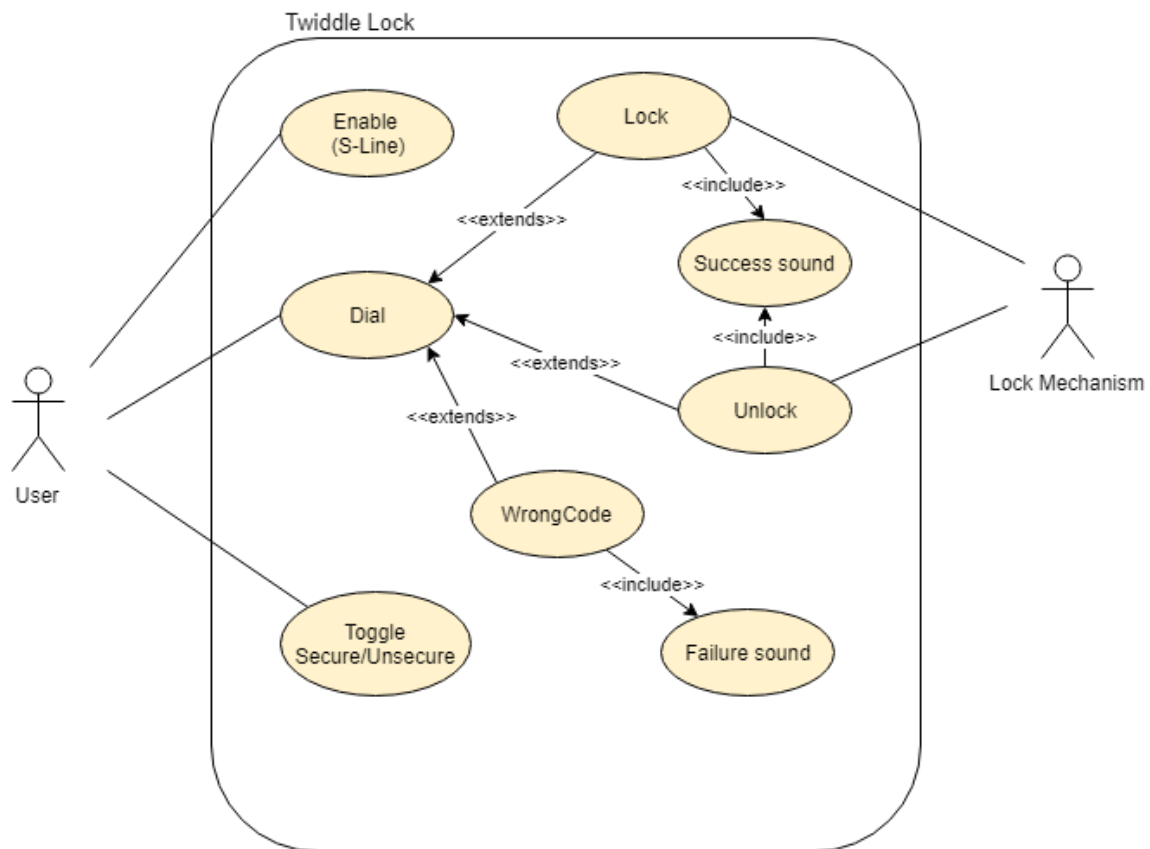 Twiddle Lock
Enable
(S-Line)
Lock
<<include>>
<<extends>>
Success sound
Dial
<<include>>
<<extends>>
Lock Mechanism
Unlock
<<extends>>
User
WrongCode
<<include>>
Toggle
Secure/Unsecure
Failure sound